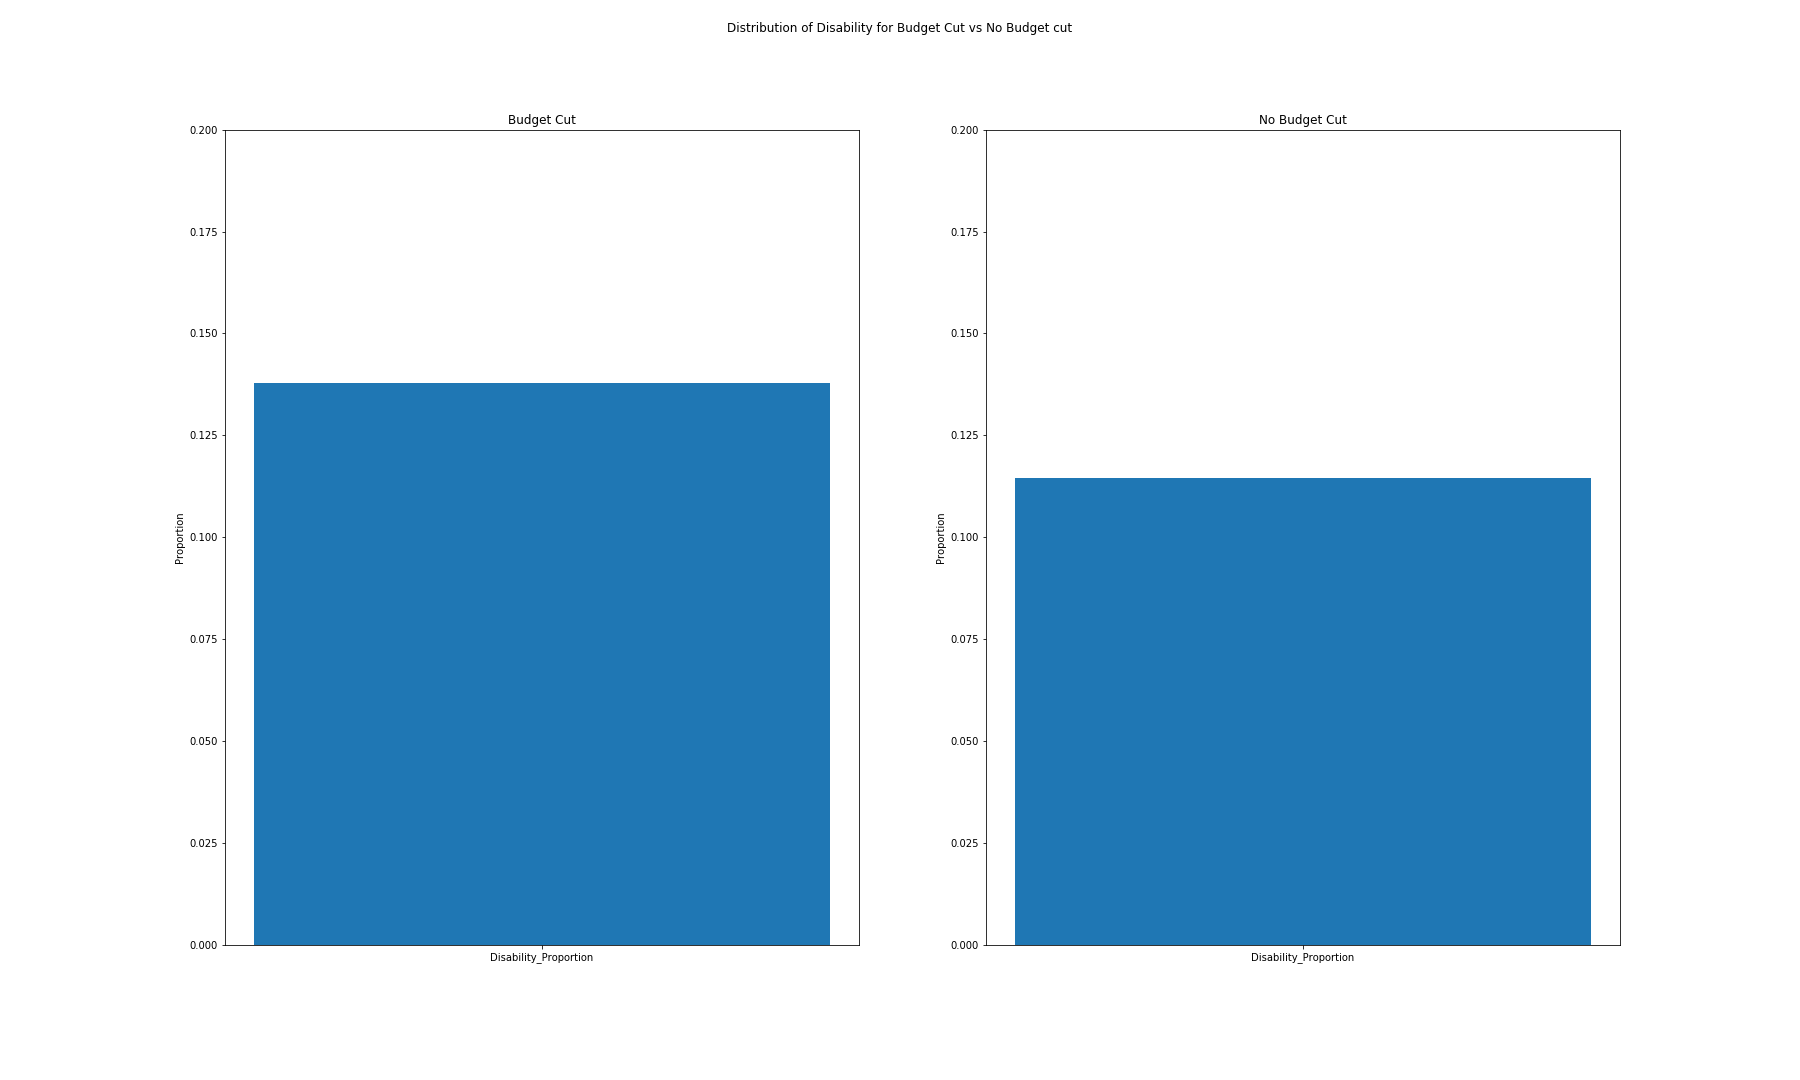 Distribution of Disability for Budget Cut vs No Budget cut
Budget Cut
0.200
0.175
0.150
0.125
0.100
0.075
0.050
0.025
0.000
Proportion
Disability_Proportion
No Budget Cut
0.200
0.175
0.150
0.125
0.100
0.075
0.050
0.025
0.000
Proportion
Disability_Proportion